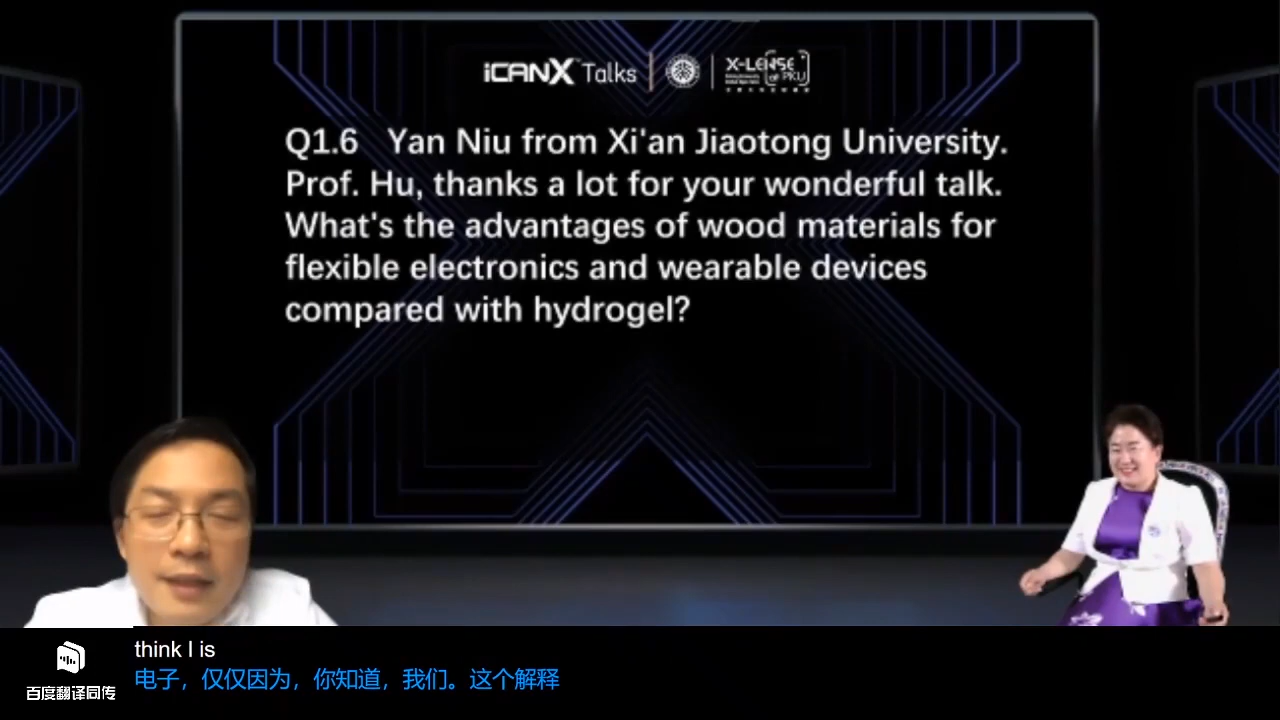 iCANX Talks
X-LENSE
@PKU
Q1.6 Yan Niu from Xi'an Jiaotong University.
Prof. Hu, thanks a lot for your wonderful talk.
What's the advantages of wood materials for
flexible electronics and wearable devices
compared with hydrogel?
think I is
电子，仅仅因为，你知道，我们。这个解释
百度翻译同传